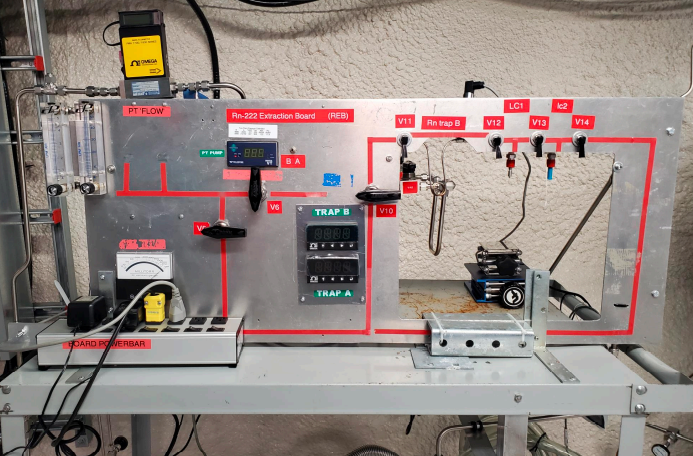 OMEGA
PT 'FLOW
Rn-222 Extraction Board (REB)
PT PUMP
B A
V6
V10
V11
Rn trap B
V12
LC1
V13
lc2
V14
TRAP B
TRAP A
BOARD POWERBAR